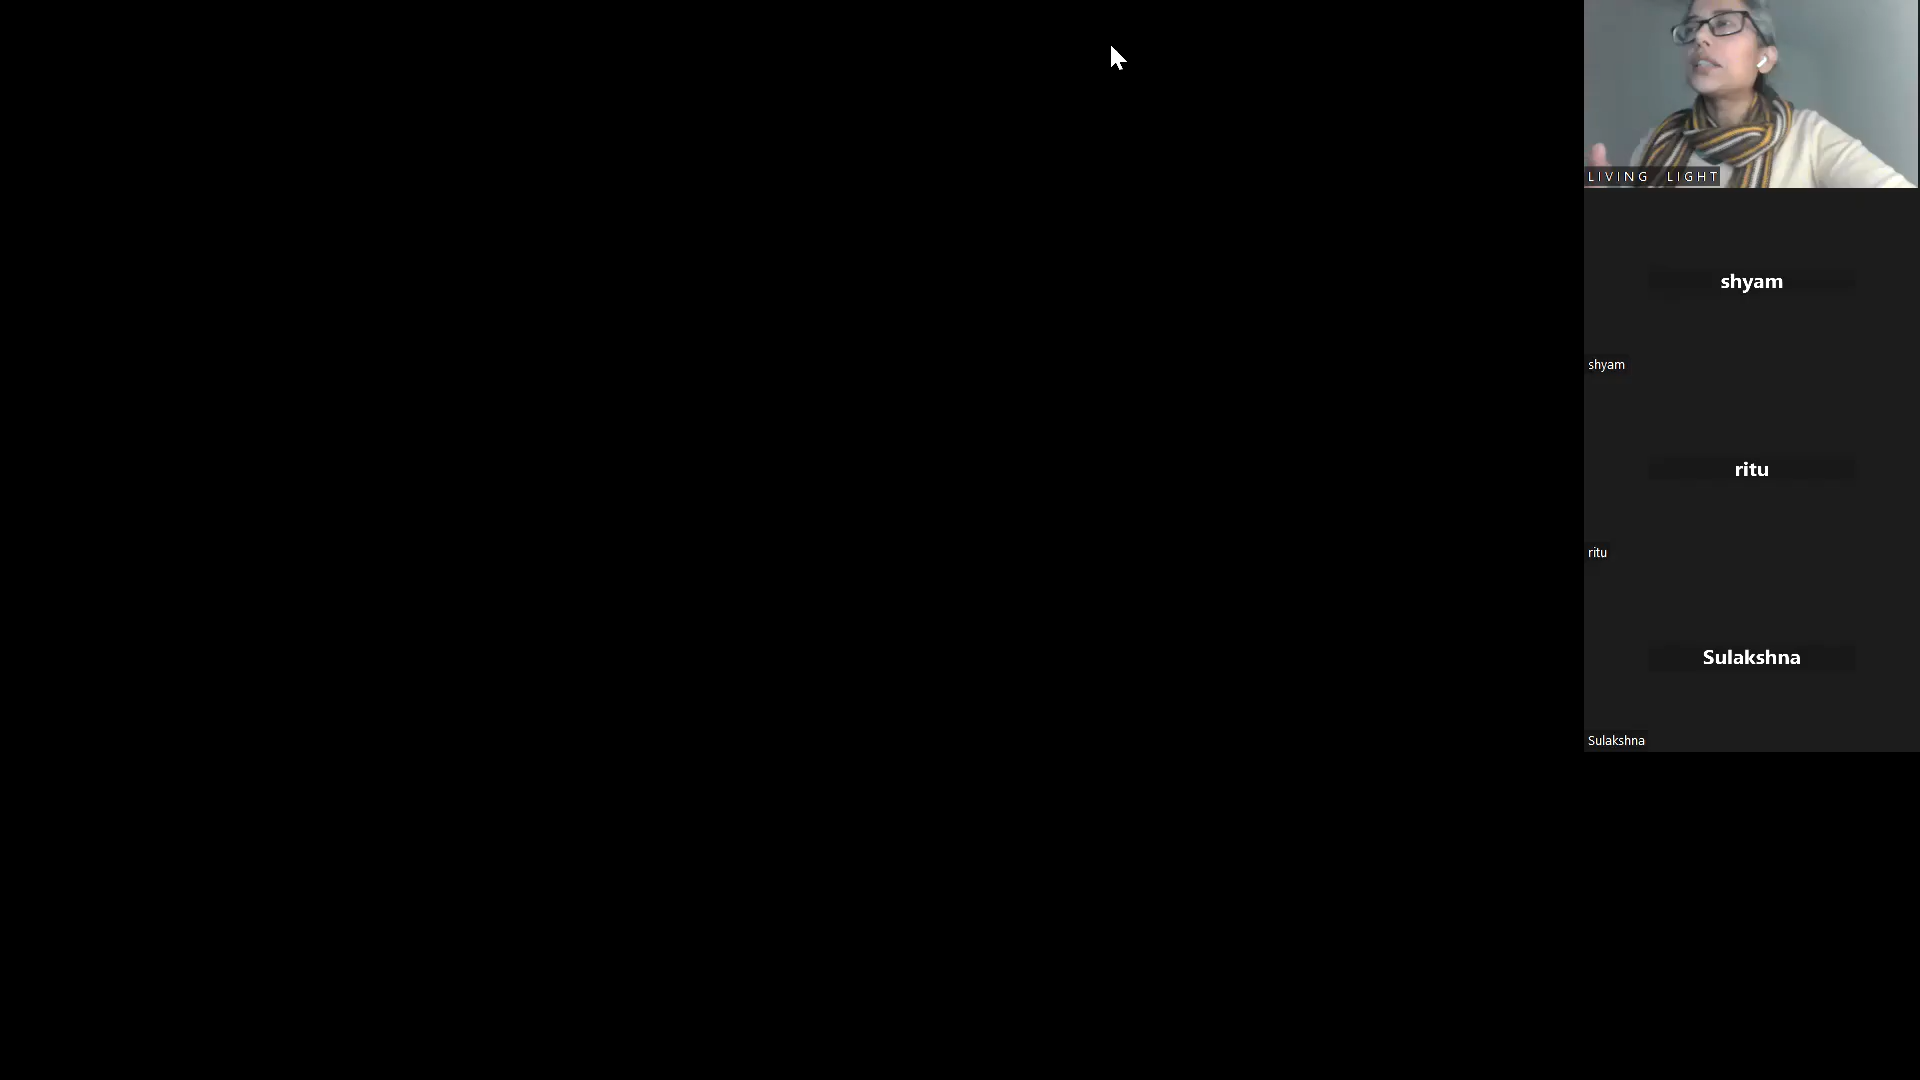 LIVING LIGHT
shyam
shyam
ritu
ritu
Sulakshna
Sulakshna